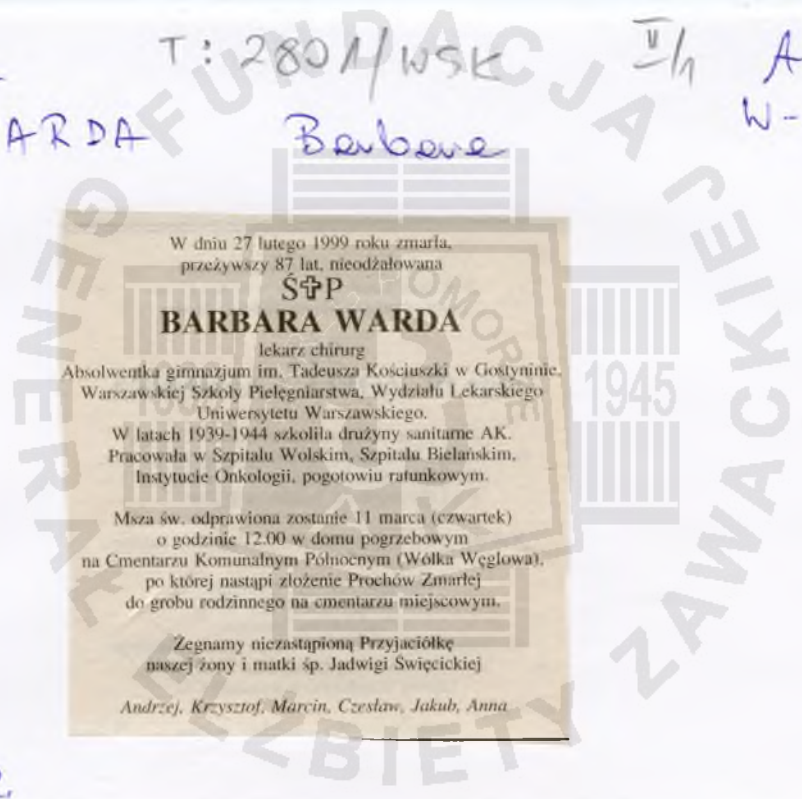 T: 2801/WSK II/1 A
ARDA Barbara W-
W dniu 27 lutego 1999 roku zmarła,
przeżywszy 87 lat, nieodżałowana
Ś✞P
BARBARA WARDA
lekarz chirurg
Absolwentka gimnazjum im. Tadeusza Kościuszki w Gostyninie,
Warszawskiej Szkoły Pielęgniarstwa, Wydziału Lekarskiego
Uniwersytetu Warszawskiego.
W latach 1939-1944 szkoliła drużyny sanitarne AK.
Pracowała w Szpitalu Wolskim, Szpitalu Bielańskim,
Instytucie Onkologii, pogotowiu ratunkowym.
Msza św. odprawiona zostanie 11 marca (czwartek)
o godzinie 12.00 w domu pogrzebowym
na Cmentarzu Komunalnym Północnym (Wólka Węglowa),
po której nastąpi złożenie Prochów Zmarłej
do grobu rodzinnego na cmentarzu miejscowym.
Żegnamy niezastąpioną Przyjaciółkę
naszej żony i matki śp. Jadwigi Święcickiej
Andrzej, Krzysztof, Marcin, Czesław, Jakub, Anna
FUNDACJA GENERAŁ ELŻBIETY ZAWACKIEJ
POMORZE
1945